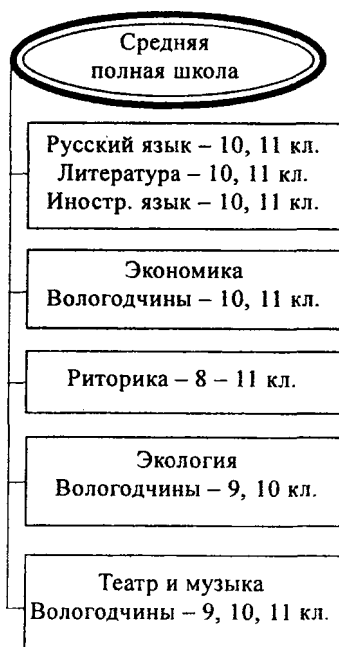 Средняя
полная школа
Русский язык – 10, 11 кл.
Литература – 10, 11 кл.
Иностр. язык – 10, 11 кл.
Экономика
Вологодчины – 10, 11 кл.
Риторика – 8 – 11 кл.
Экология
Вологодчины – 9, 10 кл.
Театр и музыка
Вологодчины – 9, 10, 11 кл.